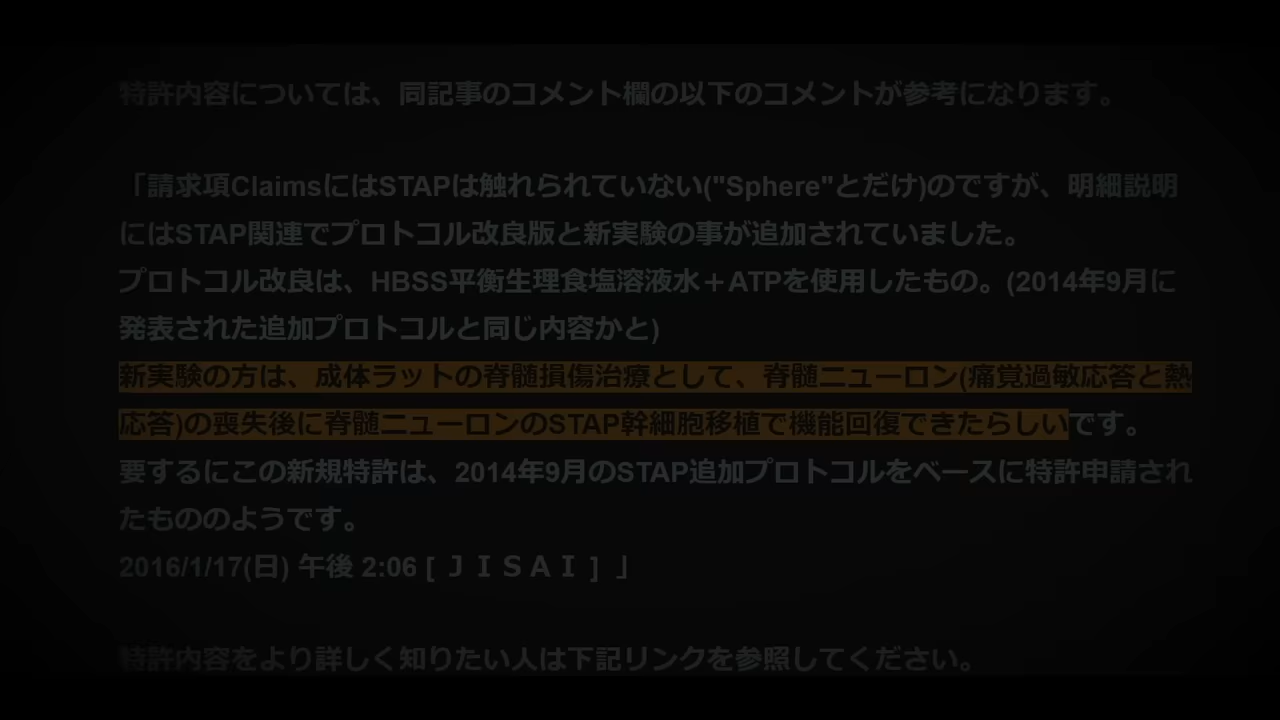 特許内容については、同記事のコメント欄の以下のコメントが参考になります。
「請求項ClaimsにはSTAPは触れられていない("Sphere"とだけ)のですが、明細説明
にはSTAP関連でプロトコル改良版と新実験の事が追加されていました。
プロトコル改良は、HBSS平衡生理食塩溶液水＋ATPを使用したもの。(2014年9月に
発表された追加プロトコルと同じ内容かと)
新実験の方は、成体ラットの脊髄損傷治療として、脊髄ニューロン(痛覚過敏応答と熱
応答)の喪失後に脊髄ニューロンのSTAP幹細胞移植で機能回復できたらしいです。
要するにこの新規特許は、2014年9月のSTAP追加プロトコルをベースに特許申請され
たもののようです。
2016/1/17(日) 午後 2:06 [ ＪＩＳＡＩ ] 」
特許内容をより詳しく知りたい人は下記リンクを参照してください。